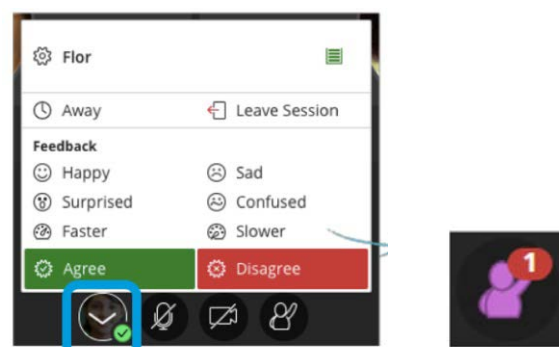 Flor
Away Leave Session
Feedback
Happy Sad
Surprised Confused
Faster Slower
Agree Disagree
1